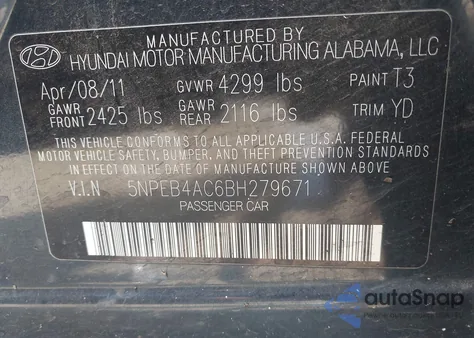 MANUFACTURED BY
HYUNDAI MOTOR MANUFACTURING ALABAMA, LLC
Apr/08/11 GVWR 4299 lbs PAINT T3
GAWR FRONT 2425 lbs GAWR REAR 2116 lbs TRIM YD
THIS VEHICLE CONFORMS TO ALL APPLICABLE U.S.A. FEDERAL
MOTOR VEHICLE SAFETY, BUMPER, AND THEFT PREVENTION
STANDARDS IN EFFECT ON THE DATE OF MANUFACTURE
SHOWN ABOVE.
V.I.N 5NPEB4AC6BH279671
PASSENGER CAR
autoSnap